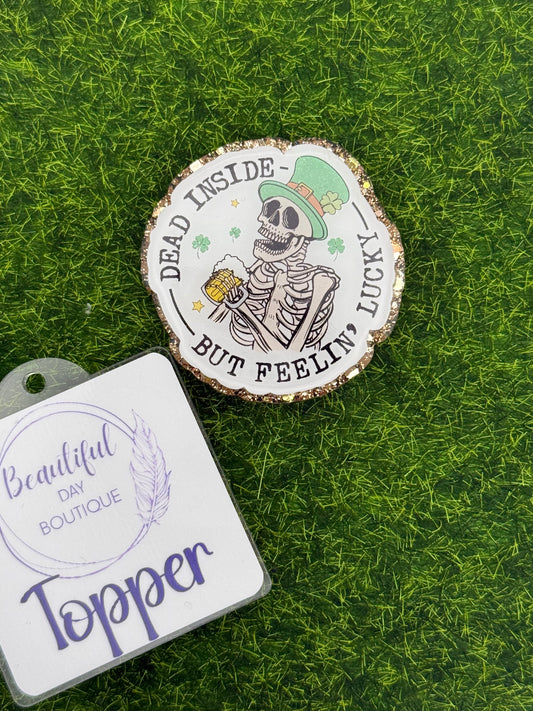 DEAD INSIDE-
BUT FEELIN' LUCKY
Beautiful
DAY
BOUTIQUE
Topper